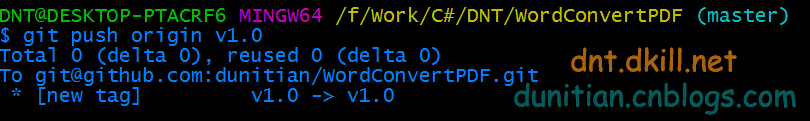 DNT@DESKTOP-PTACRF6 MINGW64 /f/Work/C#/DNT/WordConvertPDF (master)
$ git push origin v1.0
Total 0 (delta 0), reused 0 (delta 0)
To git@github.com:dunitian/WordConvertPDF.git
 * [new tag]         v1.0 -> v1.0
dnt.dkill.net
dunitian.cnblogs.com